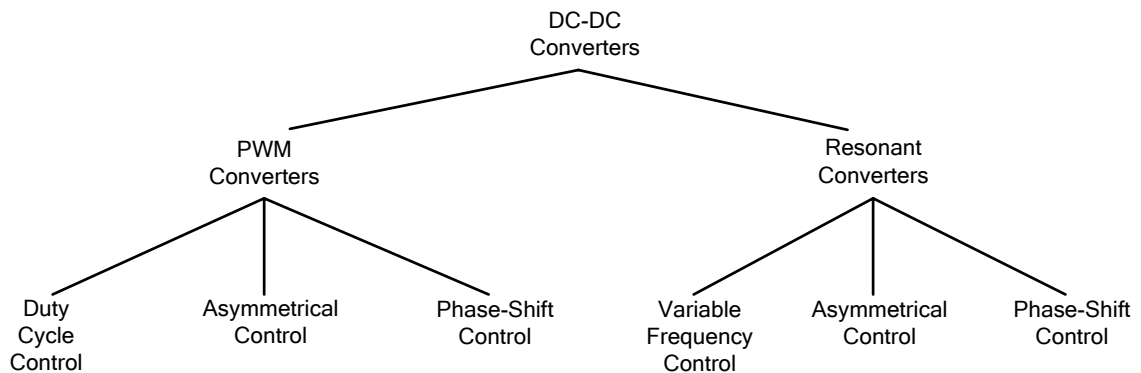 DC-DC
Converters
PWM
Converters
Resonant
Converters
Duty
Cycle
Control
Asymmetrical
Control
Phase-Shift
Control
Variable
Frequency
Control
Asymmetrical
Control
Phase-Shift
Control